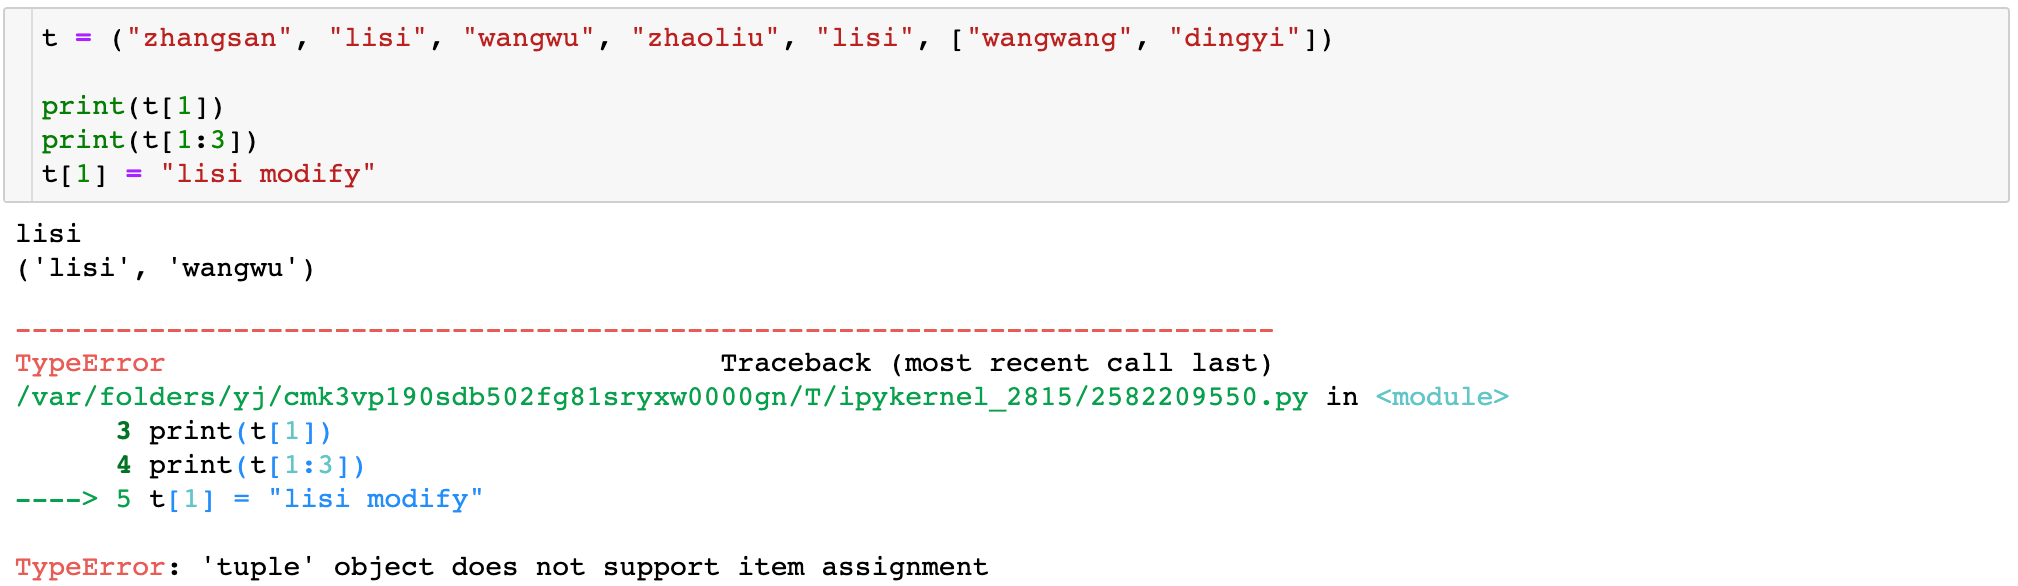 t = ("zhangsan", "lisi", "wangwu", "zhaoliu", "lisi", ["wangwang", "dingyi"])
print(t[1])
print(t[1:3])
t[1] = "lisi modify"
lisi
('lisi', 'wangwu')
---------------------------------------------------------------------------
TypeError                                 Traceback (most recent call last)
/var/folders/yj/cmk3vp190sdb502fg81sryxw0000gn/T/ipykernel_2815/2582209550.py in <module>
      3 print(t[1])
      4 print(t[1:3])
----> 5 t[1] = "lisi modify"
TypeError: 'tuple' object does not support item assignment